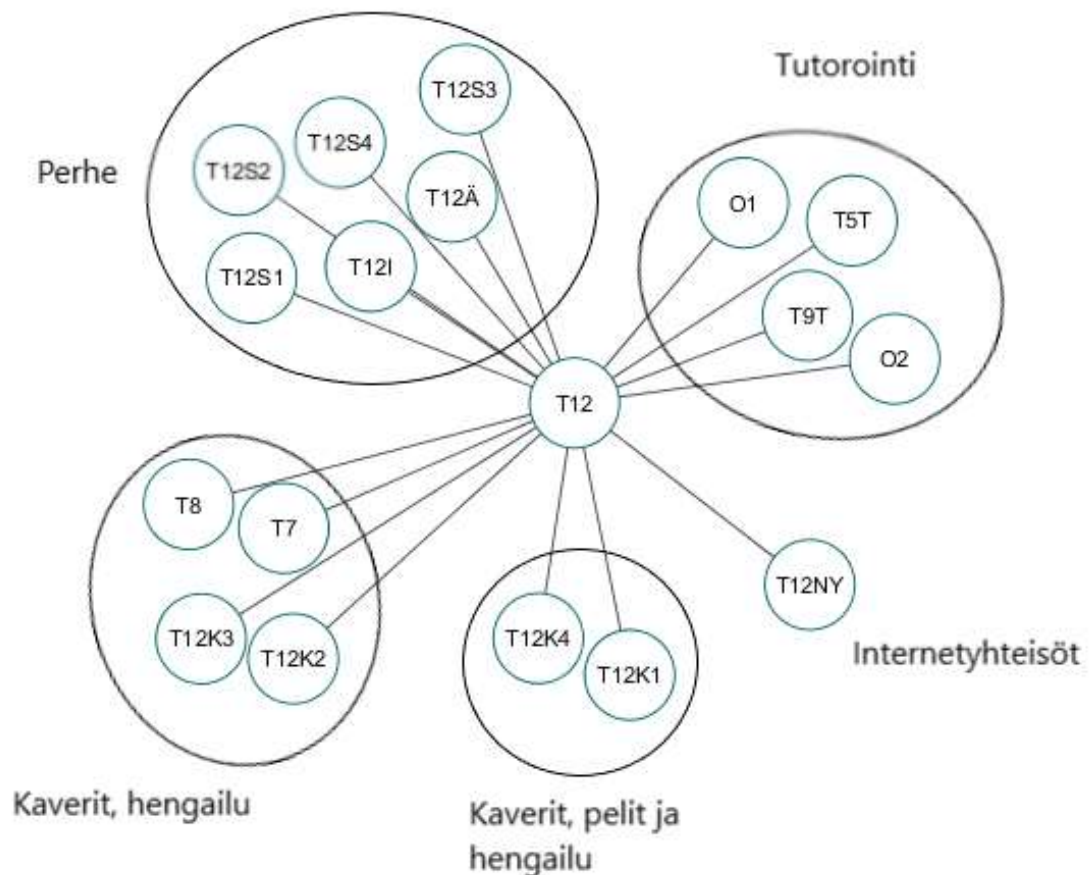 T12S3
Tutorointi
T12S4
T12S2
Perhe
T12Ä
O1
T5T
T12S1
T12I
T9T
O2
T12
T8
T7
T12NY
T12K3
T12K2
T12K4
T12K1
Internetyhteisöt
Kaverit, hengailu
Kaverit, pelit ja
hengailu